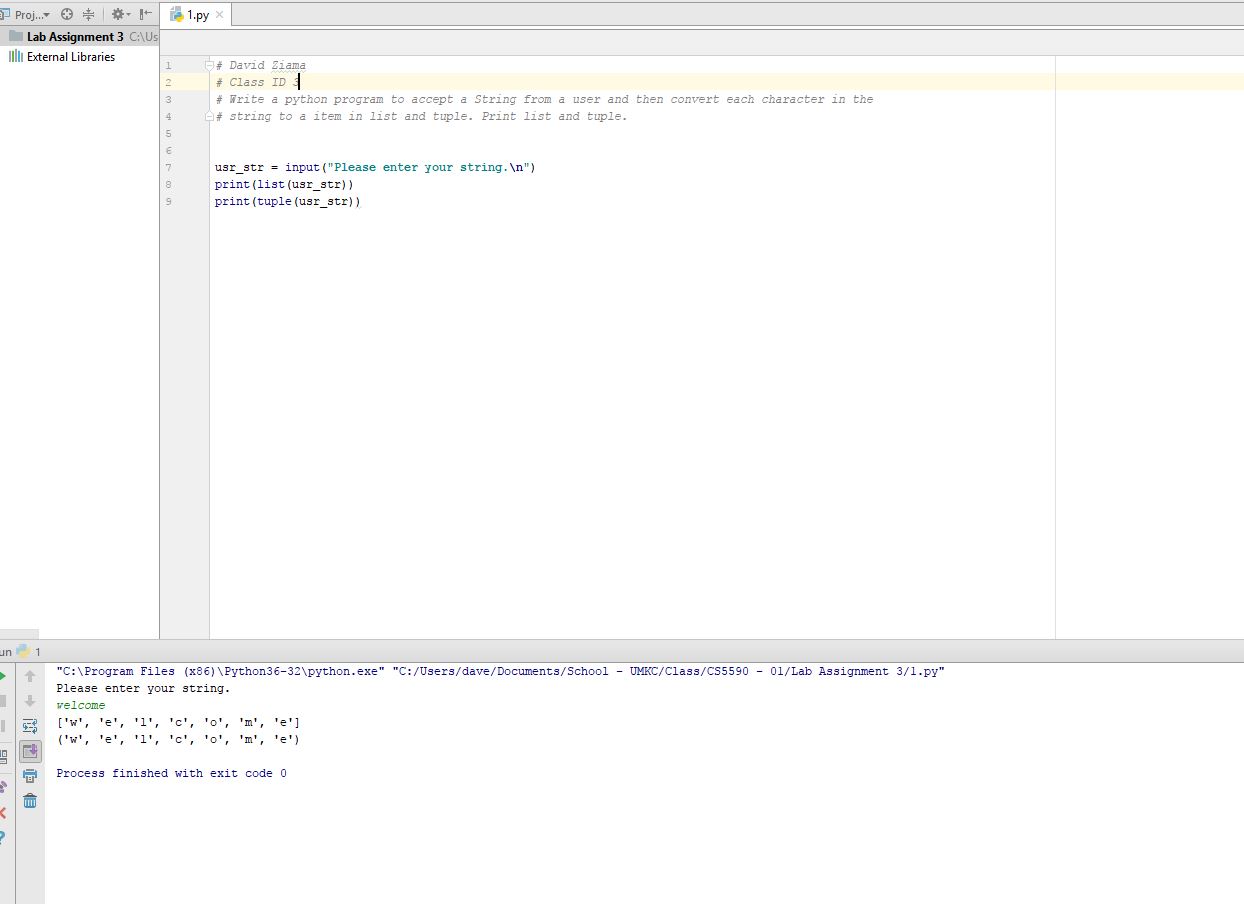 Proj... 1.py
Lab Assignment 3 C:\Us
External Libraries
1 # David Ziama
2 # Class ID 3
3 # Write a python program to accept a String from a user and then convert each character in the
4 # string to a item in list and tuple. Print list and tuple.
5
6
7 usr_str = input("Please enter your string.\n")
8 print(list(usr_str))
9 print(tuple(usr_str))
un 1
"C:\Program Files (x86)\Python36-32\python.exe" "C:/Users/dave/Documents/School - UMKC/Class/CS5590 - 01/Lab Assignment 3/1.py"
Please enter your string.
welcome
['w', 'e', 'l', 'c', 'o', 'm', 'e']
('w', 'e', 'l', 'c', 'o', 'm', 'e')
Process finished with exit code 0